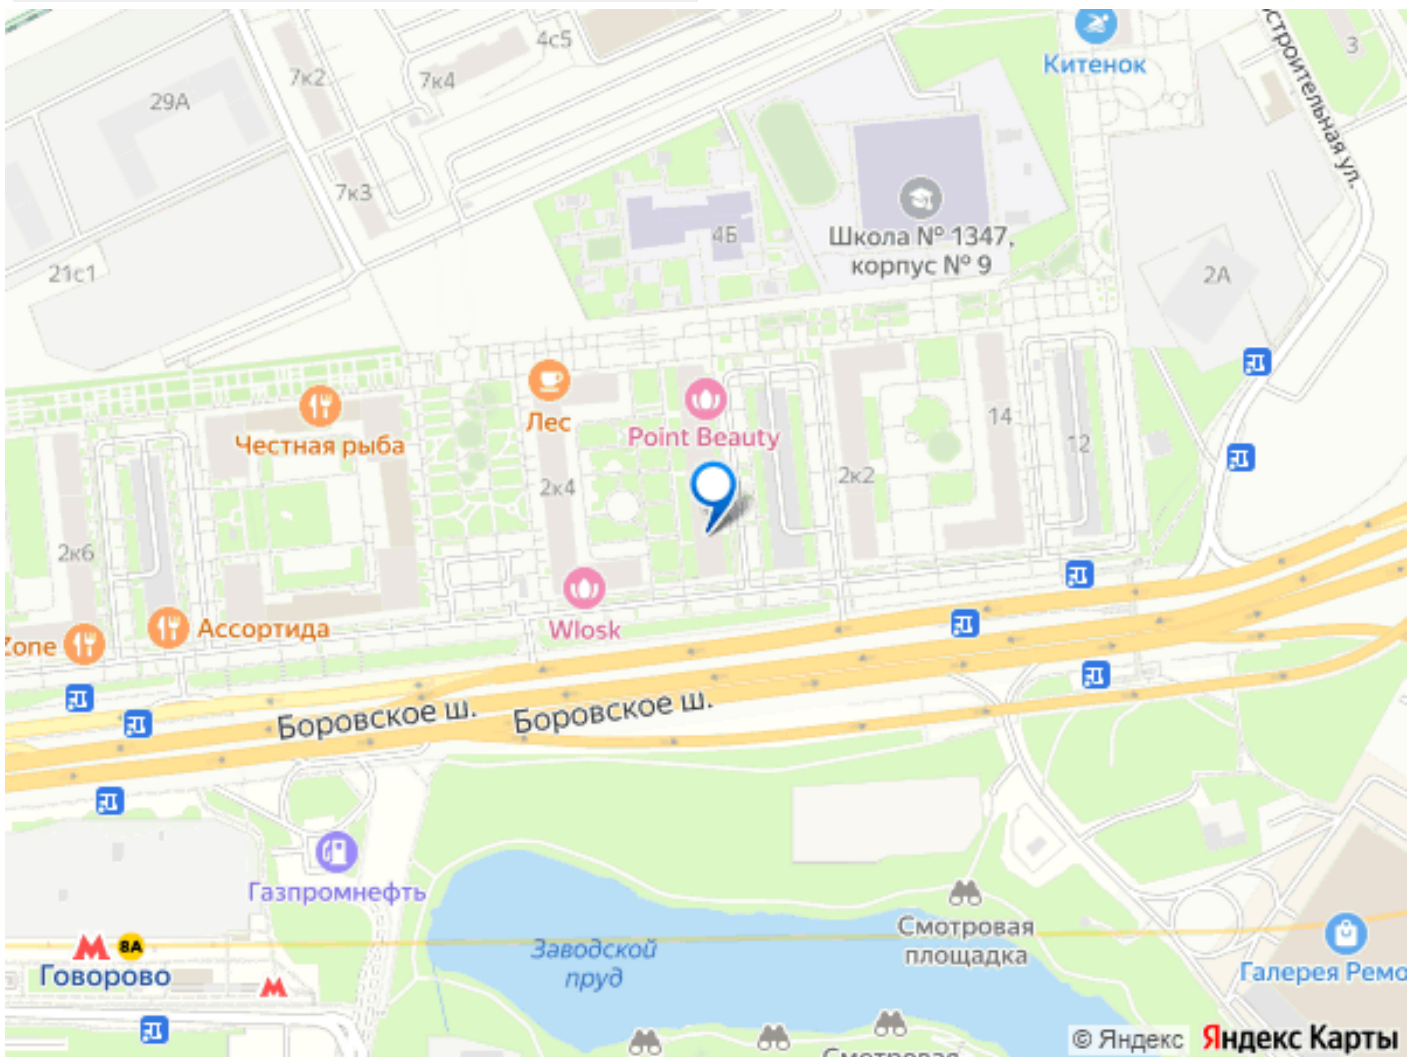 4с5
7к2
7к4
29А
3
Китенок
строительная ул.
7к3
4Б
Школа № 1347,
корпус № 9
21с1
2А
Лес
Честная рыба
Point Beauty
14
12
2к4
2к2
2к6
Zone
Ассортида
Wlosk
Боровское ш.
Боровское ш.
Газпромнефть
М 8А
Говорово
М
Заводской
пруд
Смотровая
площадка
Галерея Ремо
Смотровая
© Яндекс Яндекс Карты